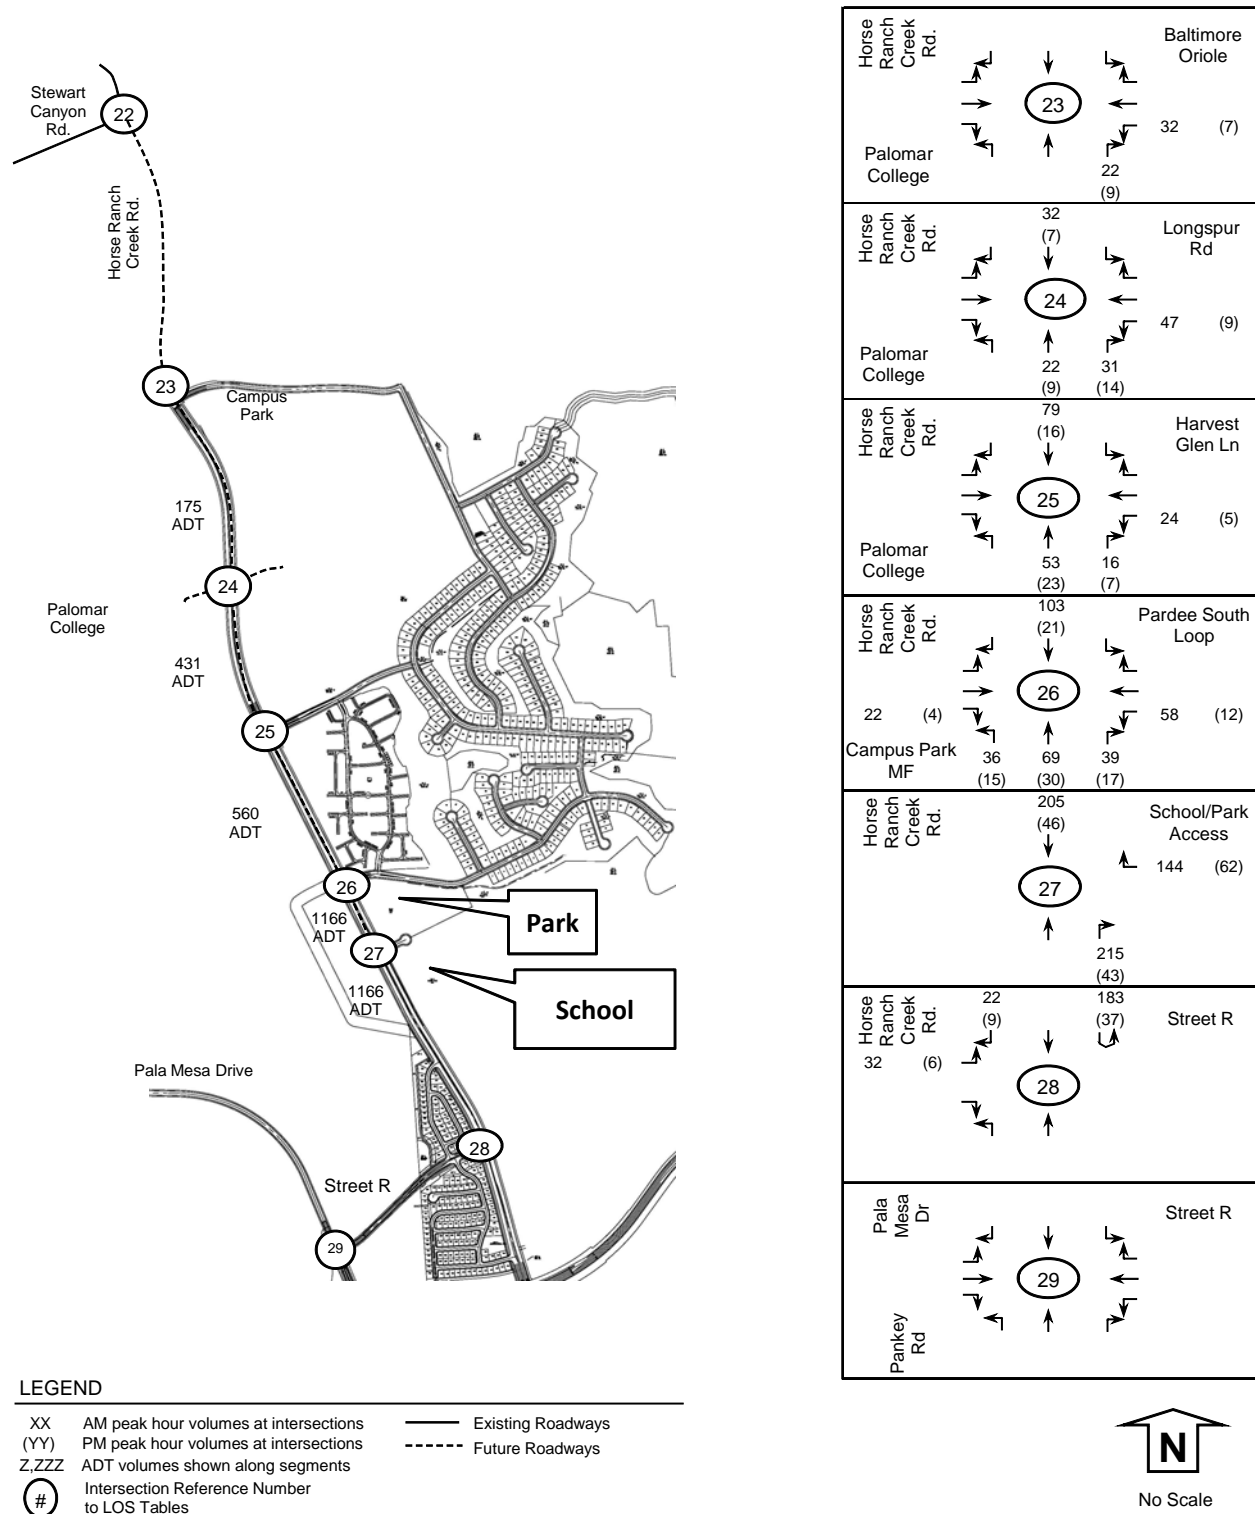 Stewart
Canyon
Rd.
22
Horse Ranch
Creek Rd.
23
Campus
Park
175
ADT
24
Palomar
College
431
ADT
25
560
ADT
26
1166
ADT
Park
27
1166
ADT
School
Pala Mesa Drive
28
Street R
29
Horse
Ranch
Creek
Rd.
Baltimore
Oriole
23
32 (7)
Palomar
College
22
(9)
Horse
Ranch
Creek
Rd.
32
(7)
Longspur
Rd
24
47 (9)
Palomar
College
22 31
(9) (14)
Horse
Ranch
Creek
Rd.
79
(16)
Harvest
Glen Ln
25
24 (5)
Palomar
College
53 16
(23) (7)
Horse
Ranch
Creek
Rd.
103
(21)
Pardee South
Loop
26
22 (4)
58 (12)
Campus Park
MF
36 69 39
(15) (30) (17)
Horse
Ranch
Creek
Rd.
205
(46)
School/Park
Access
144 (62)
27
215
(43)
Horse
Ranch
Creek
Rd.
22 183
(9) (37)
Street R
32 (6)
28
Pala
Mesa
Dr
Street R
29
Pankey
Rd
LEGEND
XX AM peak hour volumes at intersections
(YY) PM peak hour volumes at intersections
Z,ZZZ ADT volumes shown along segments
# Intersection Reference Number
to LOS Tables
Existing Roadways
Future Roadways
N
No Scale